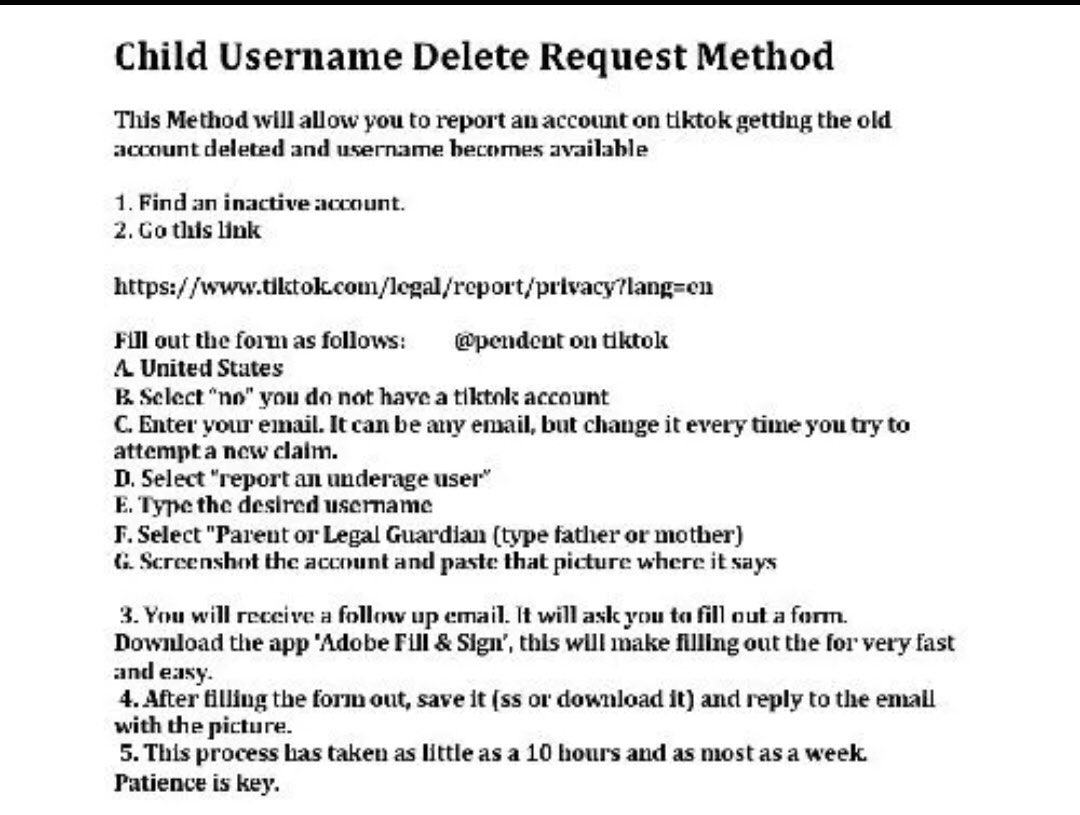 Child Username Delete Request Method
This Method will allow you to report an account on tiktok getting the old
account deleted and username becomes available
1. Find an inactive account.
2. Go this link
https://www.tiktok.com/legal/report/privacy?lang=en
Fill out the form as follows: @pendent on tiktok
A. United States
B. Select "no" you do not have a tiktok account
C. Enter your email. It can be any email, but change it every time you try to
attempt a new claim.
D. Select "report an underage user"
E. Type the desired username
F. Select "Parent or Legal Guardian (type father or mother)
G. Screenshot the account and paste that picture where it says
3. You will receive a follow up email. It will ask you to fill out a form.
Download the app 'Adobe Fill & Sign', this will make filling out the for very fast
and easy.
4. After filling the form out, save it (ss or download it) and reply to the email
with the picture.
5. This process has taken as little as a 10 hours and as most as a week.
Patience is key.